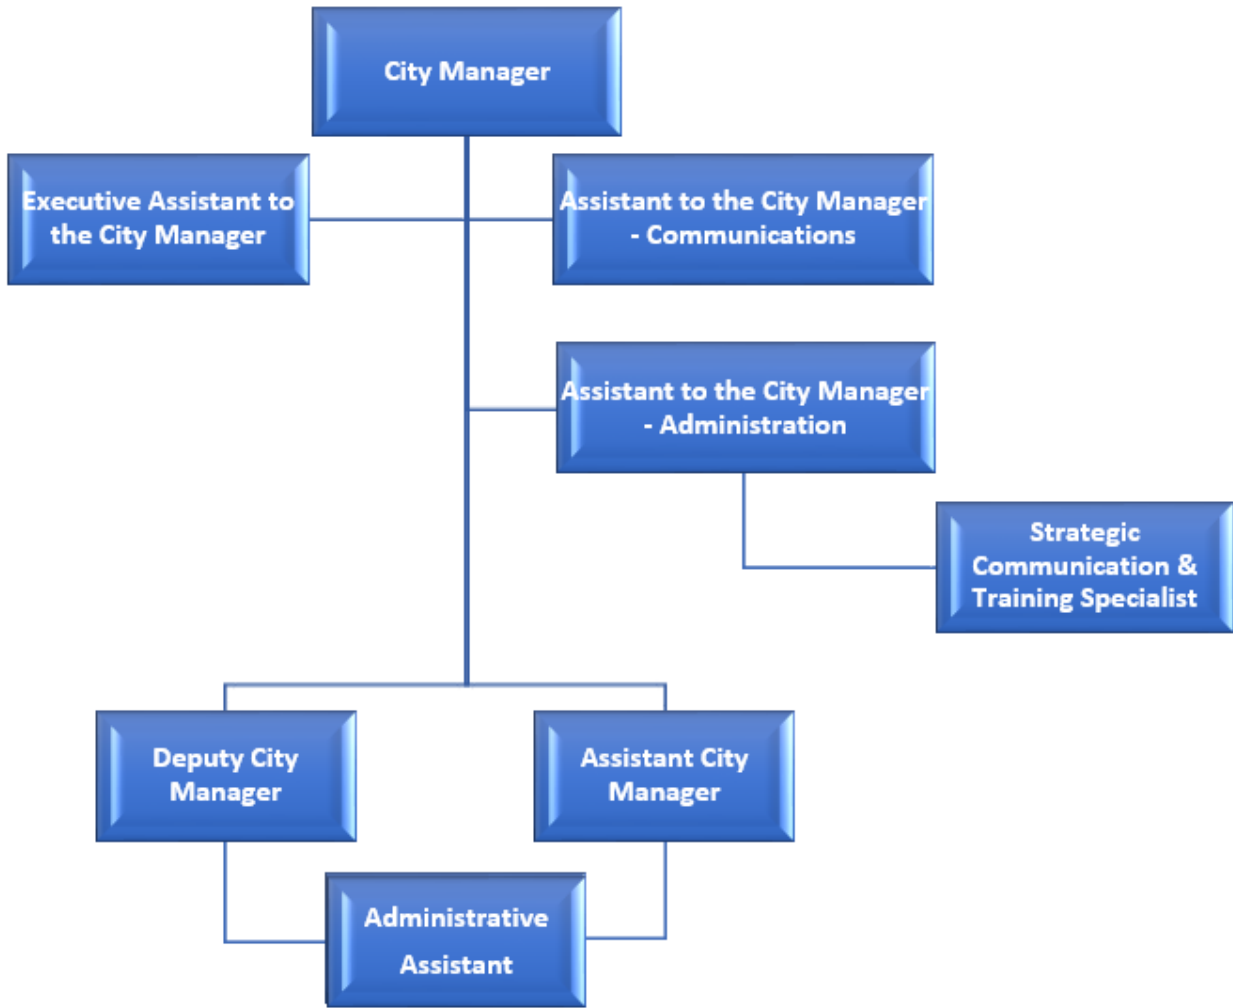 City Manager
Executive Assistant to
the City Manager
Assistant to the City Manager
- Communications
Assistant to the City Manager
- Administration
Strategic
Communication &
Training Specialist
Deputy City
Manager
Assistant City
Manager
Administrative
Assistant